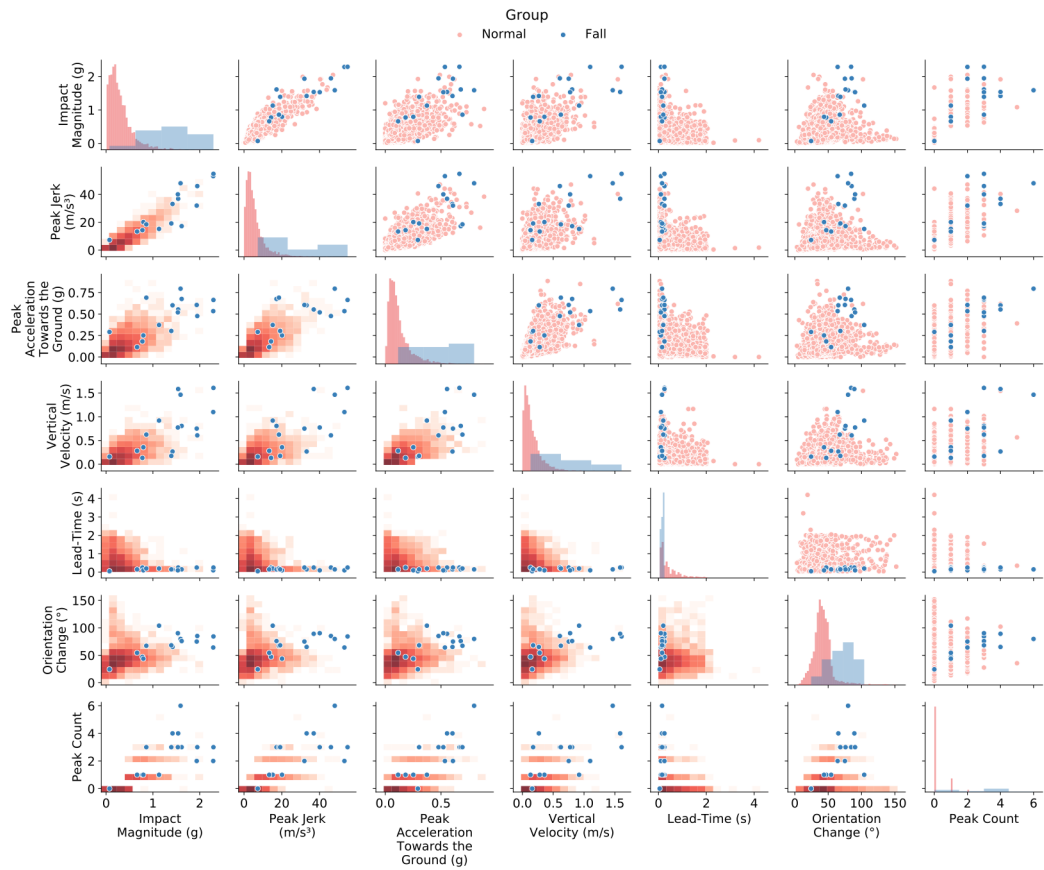 Group
Normal Fall
Impact
Magnitude (g)
2
1
0
Peak Jerk
(m/s³)
40
20
0
Peak
Acceleration
Towards the
Ground (g)
0.75
0.50
0.25
0.00
Vertical
Velocity (m/s)
1.5
1.0
0.5
0.0
Lead-Time (s)
4
3
2
1
0
Orientation
Change (°)
150
100
50
0
Peak Count
6
4
2
0
0 1 2 0 20 40 0.0 0.5 0.0 0.5 1.0 1.5 0 2 4 0 50 100 150 0 2 4 6
Impact
Magnitude (g)
Peak Jerk
(m/s³)
Peak
Acceleration
Towards the
Ground (g)
Vertical
Velocity (m/s)
Lead-Time (s)
Orientation
Change (°)
Peak Count